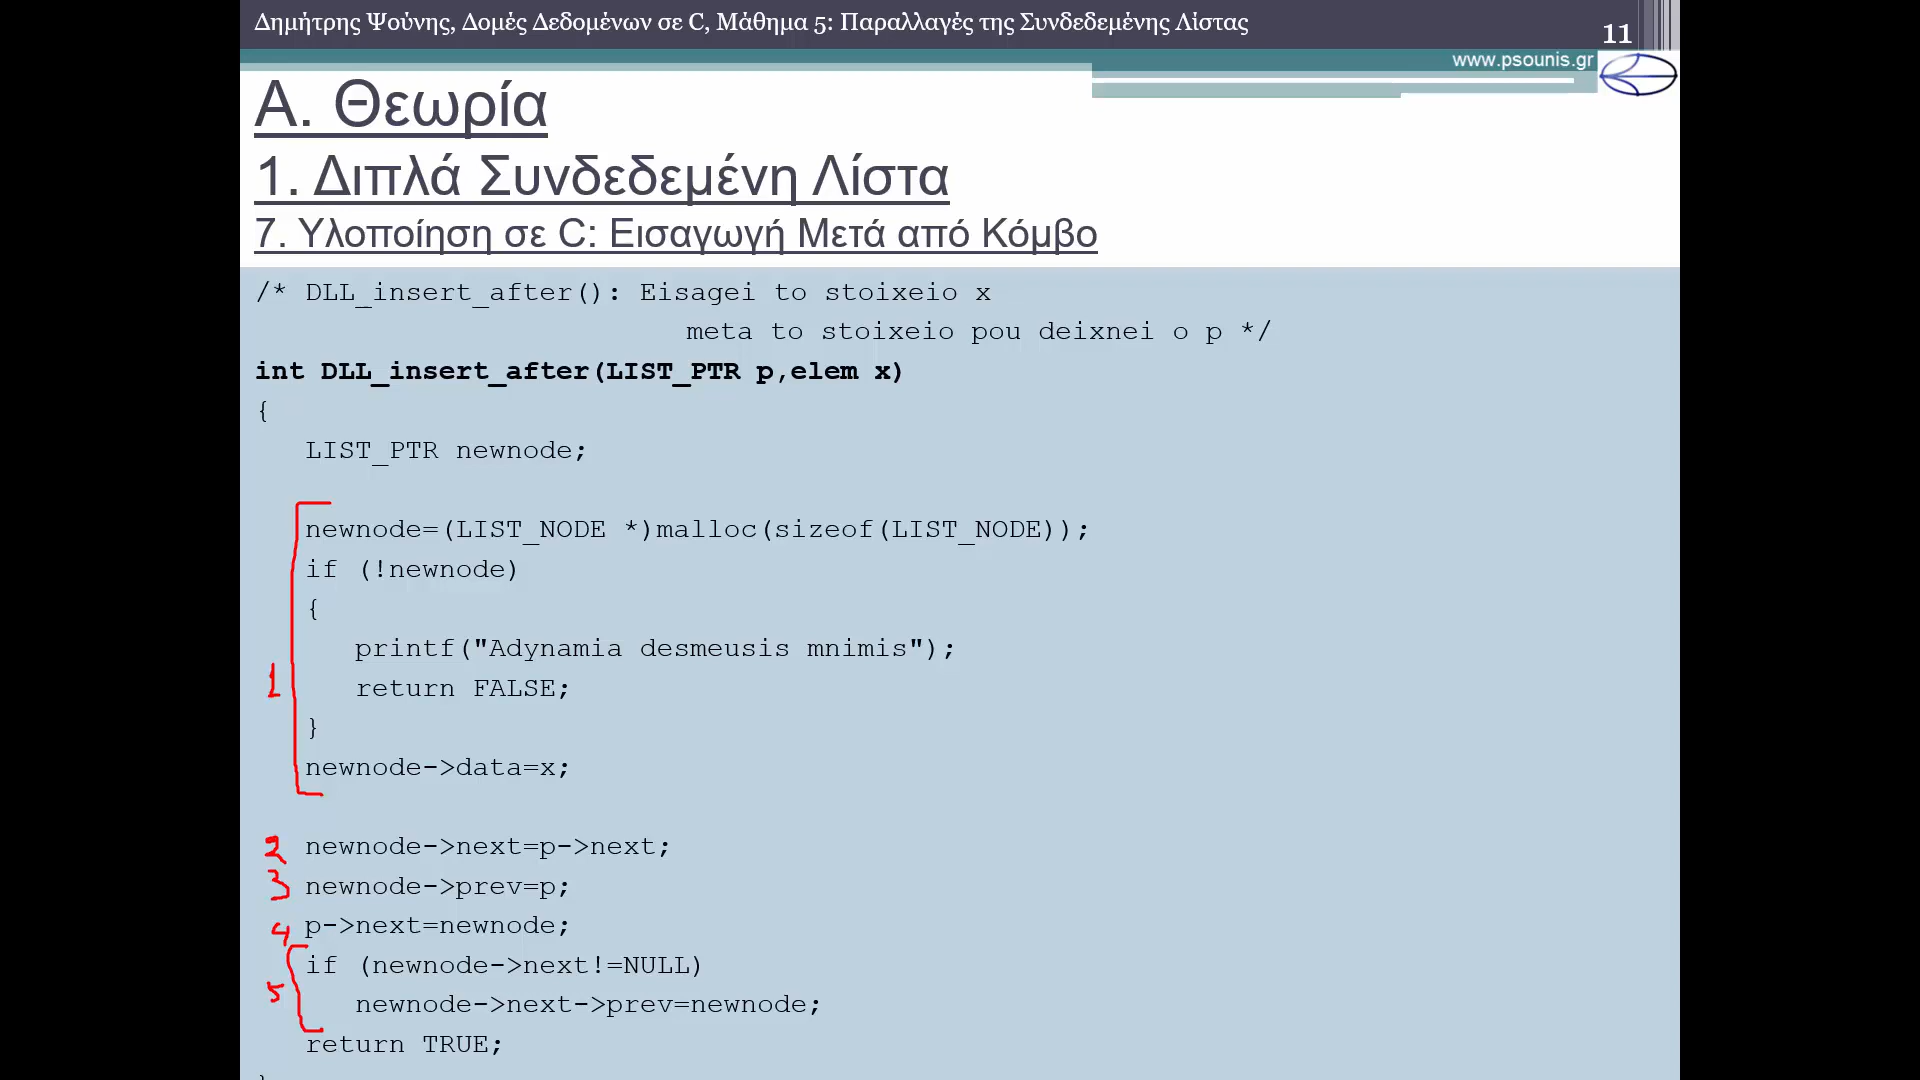 Δημήτρης Ψούνης, Δομές Δεδομένων σε C, Μάθημα 5: Παραλλαγές της Συνδεδεμένης Λίστας
11
www.psounis.gr
Α. Θεωρία
1. Διπλά Συνδεδεμένη Λίστα
7. Υλοποίηση σε C: Εισαγωγή Μετά από Κόμβο
/* DLL_insert_after(): Eisagei to stoixeio x
meta to stoixeio pou deixnei o p */
int DLL_insert_after(LIST_PTR p,elem x)
{
LIST_PTR newnode;
newnode=(LIST_NODE *)malloc(sizeof(LIST_NODE));
if (!newnode)
{
printf("Adynamia desmeusis mnimis");
1 return FALSE;
}
newnode->data=x;
2 newnode->next=p->next;
3 newnode->prev=p;
4 p->next=newnode;
if (newnode->next!=NULL)
5 newnode->next->prev=newnode;
return TRUE;